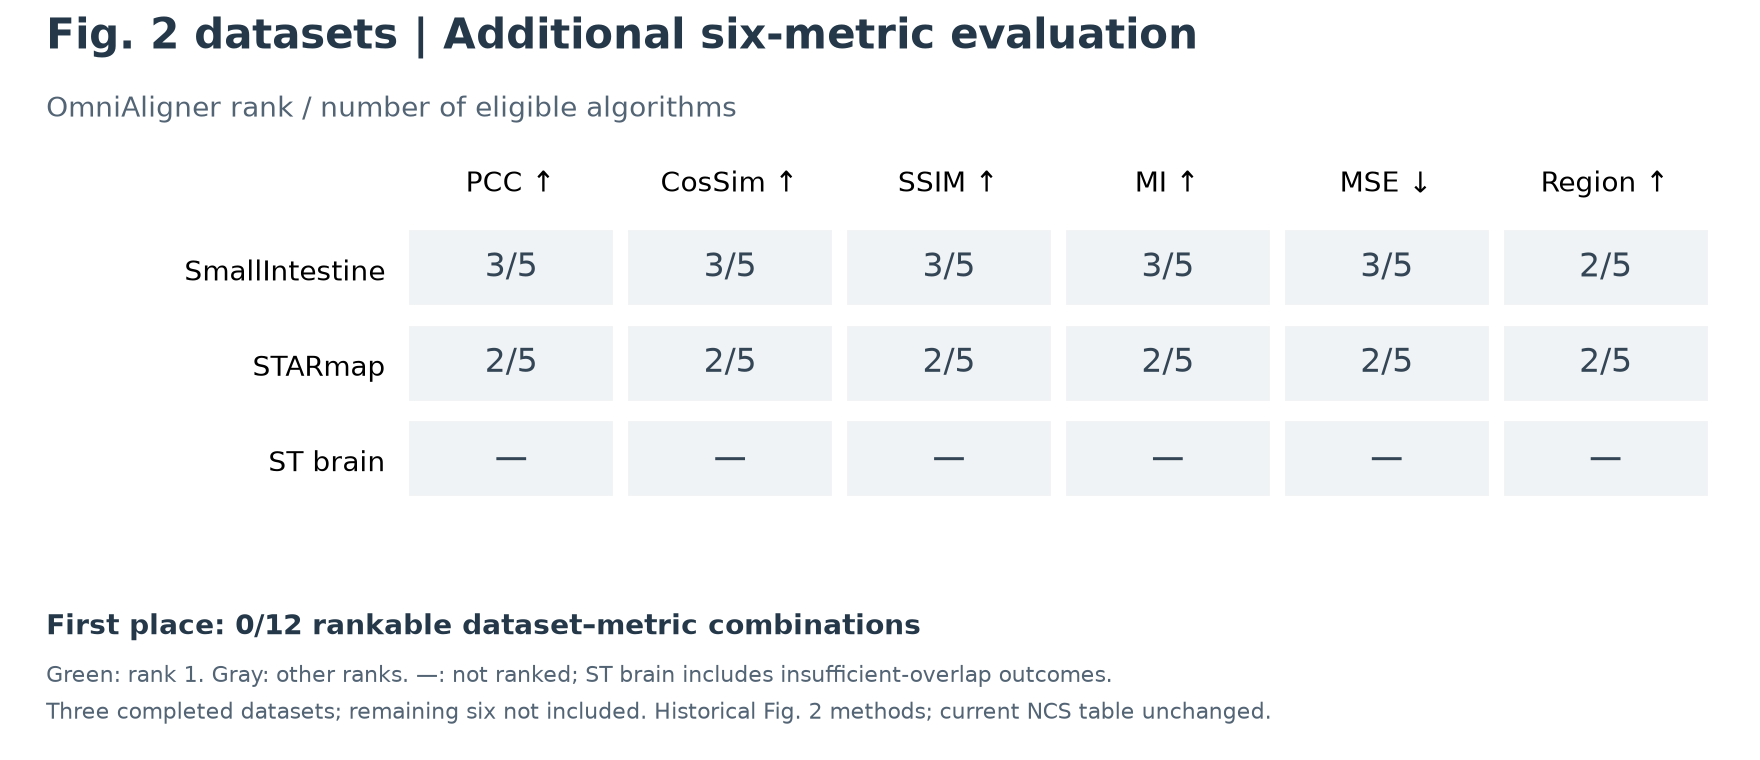 Fig. 2 datasets | Additional six-metric evaluation
OmniAligner rank / number of eligible algorithms
PCC ↑ CosSim ↑ SSIM ↑ MI ↑ MSE ↓ Region ↑
SmallIntestine 3/5 3/5 3/5 3/5 3/5 2/5
STARmap 2/5 2/5 2/5 2/5 2/5 2/5
ST brain — — — — — —
First place: 0/12 rankable dataset–metric combinations
Green: rank 1. Gray: other ranks. —: not ranked; ST brain includes insufficient-overlap outcomes.
Three completed datasets; remaining six not included. Historical Fig. 2 methods; current NCS table unchanged.